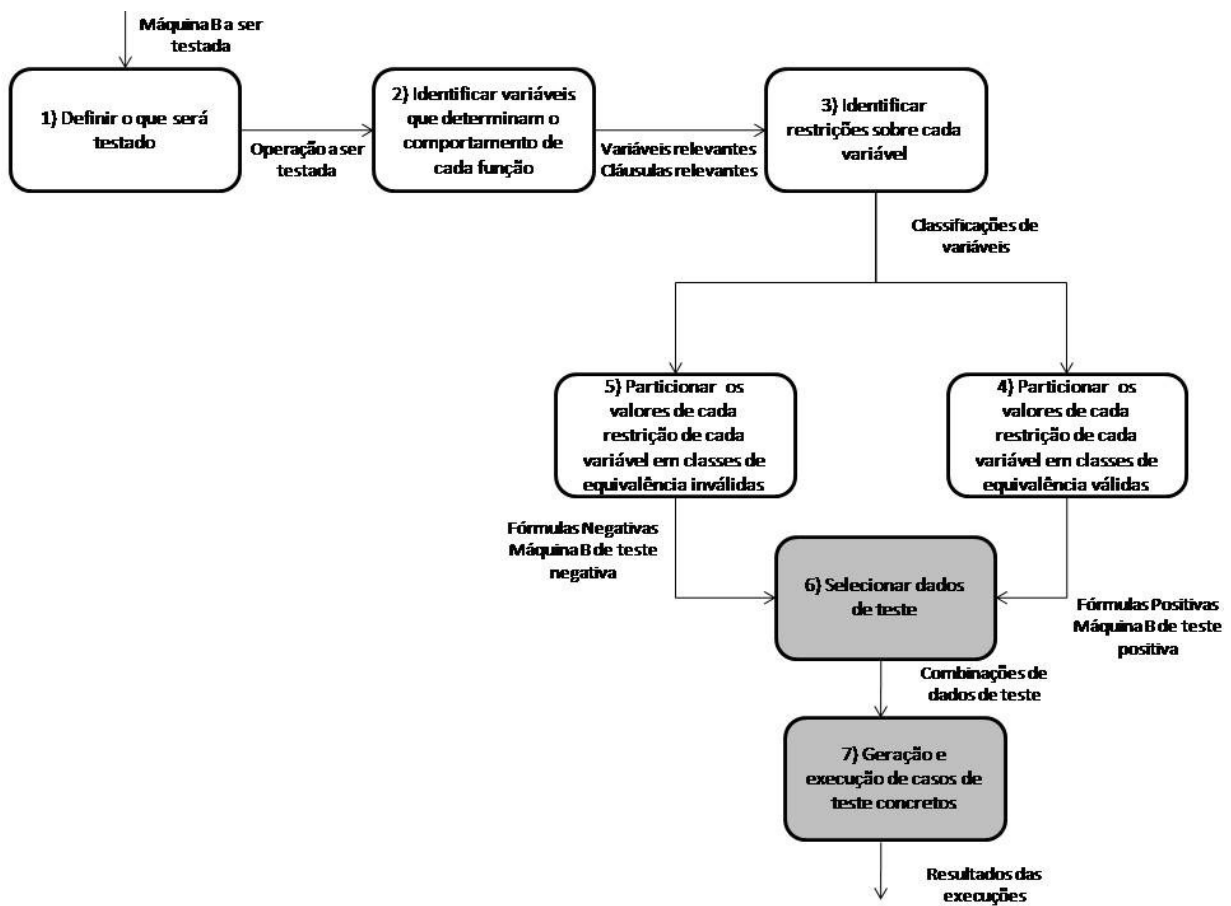 Máquina B a ser
testada
1) Definir o que será
testado
Operação a ser
testada
2) Identificar variáveis
que determinam o
comportamento de
cada função
Variáveis relevantes
Cláusulas relevantes
3) Identificar
restrições sobre cada
variável
Classificações de
variáveis
5) Particionar os
valores de cada
restrição de cada
variável em classes de
equivalência inválidas
4) Particionar os
valores de cada
restrição de cada
variável em classes de
equivalência válidas
Fórmulas Negativas
Máquina B de teste
negativa
6) Selecionar dados
de teste
Fórmulas Positivas
Máquina B de teste
positiva
Combinações de
dados de teste
7) Geração e
execução de casos de
teste concretos
Resultados das
execuções